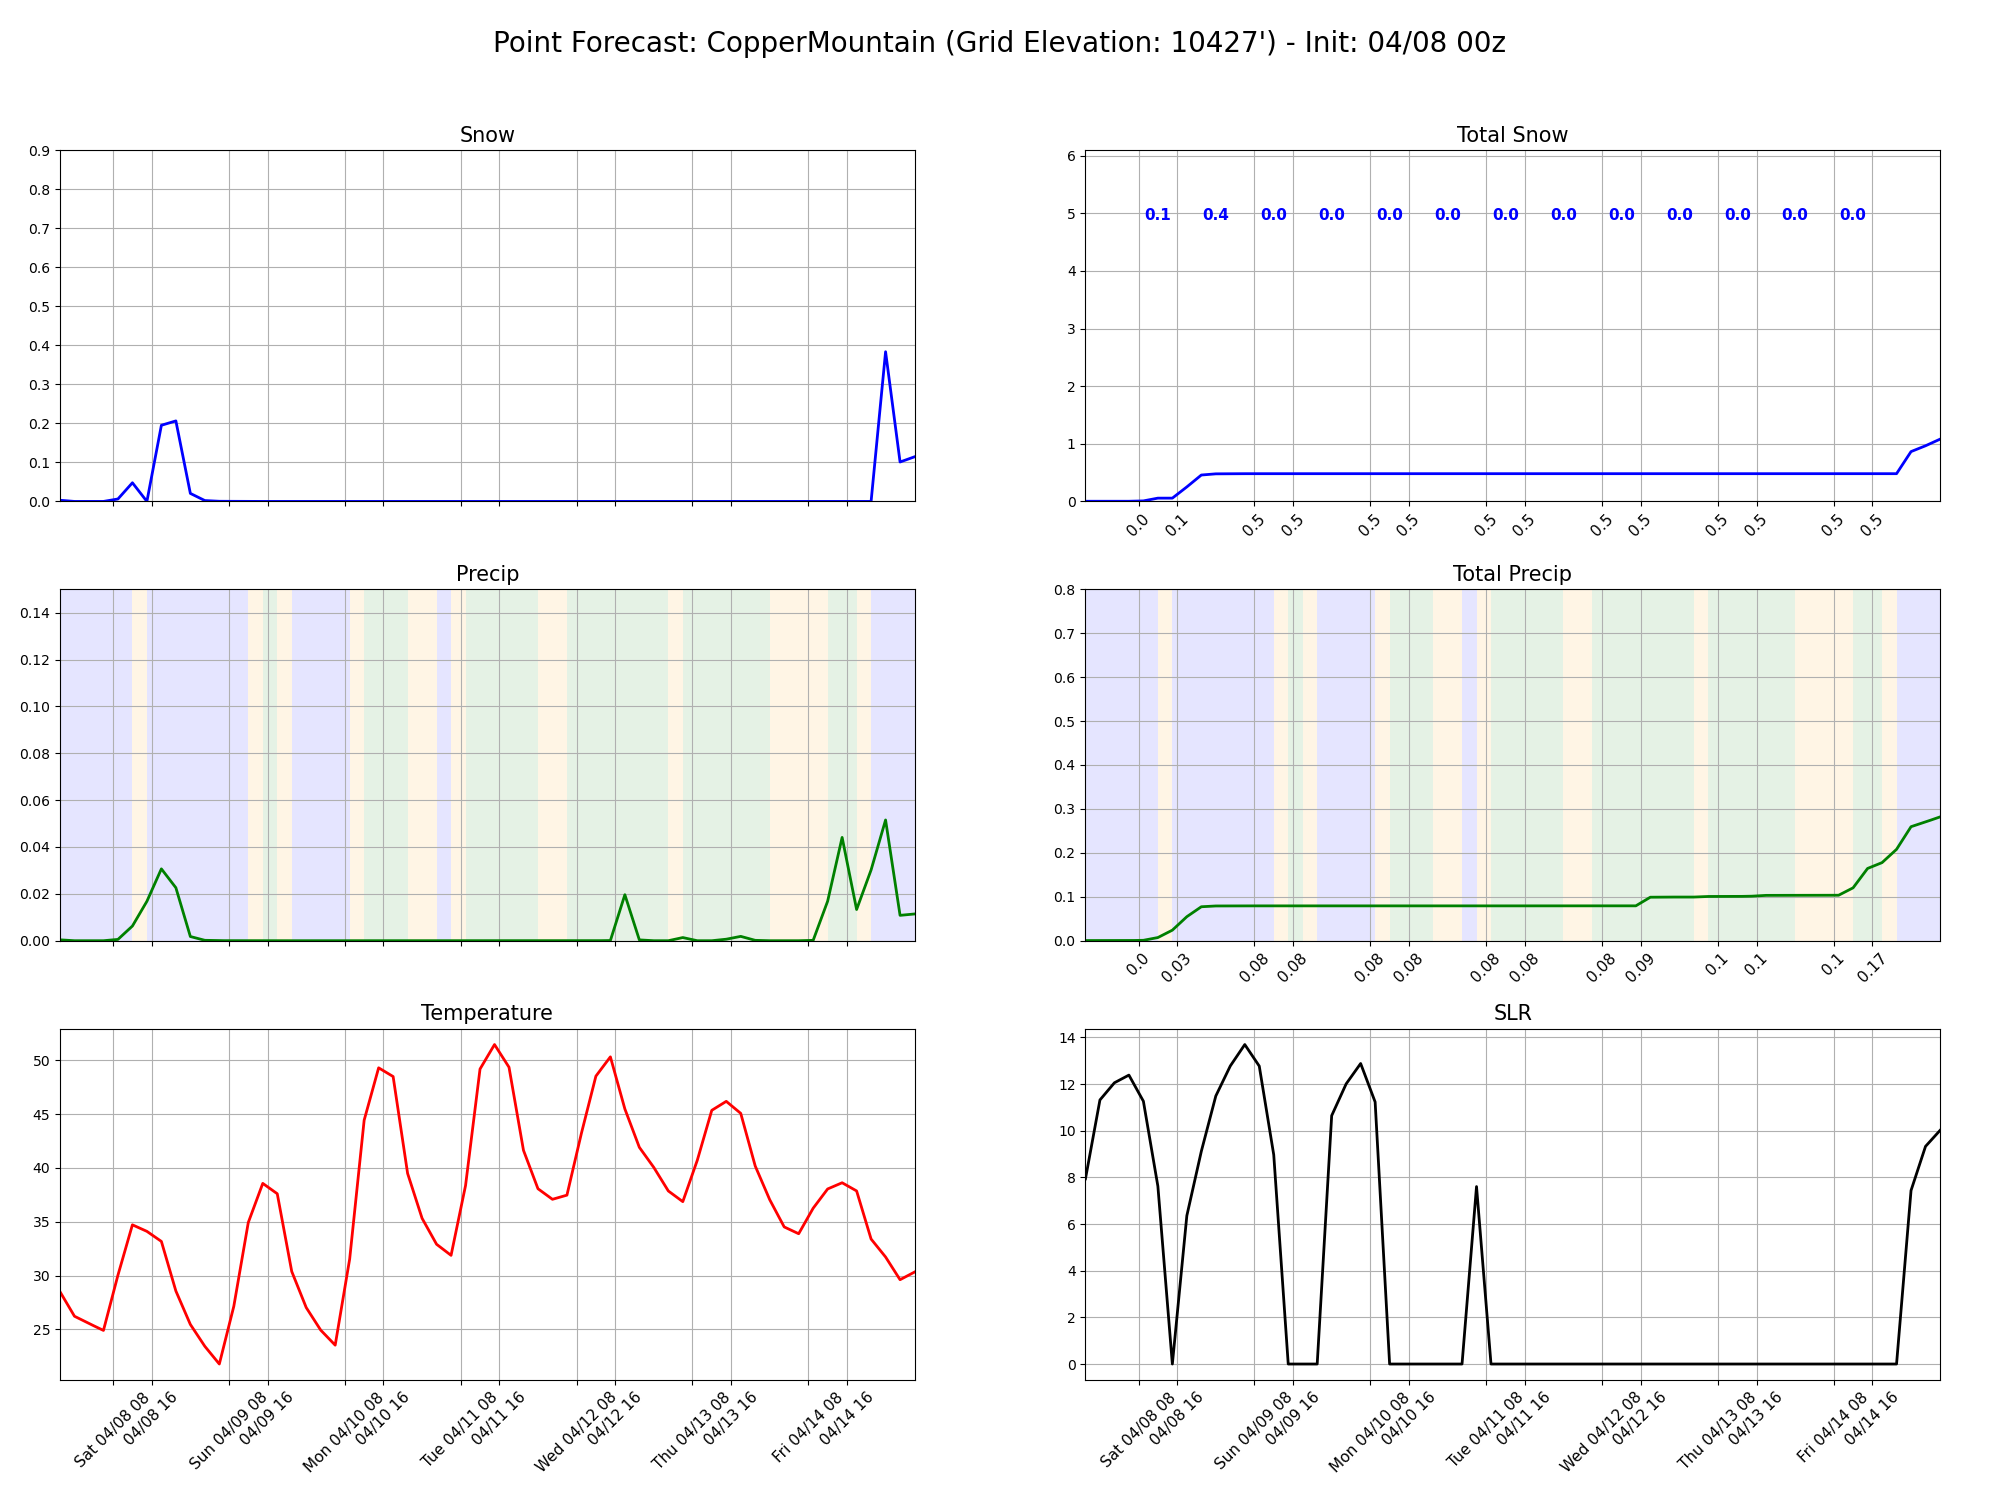 Point Forecast: CopperMountain (Grid Elevation: 10427') - Init: 04/08 00z
Snow
0.9
0.8
0.7
0.6
0.5
0.4
0.3
0.2
0.1
0.0
Total Snow
6
5
4
3
2
1
0
0.1 0.4 0.0 0.0 0.0 0.0 0.0 0.0 0.0 0.0 0.0 0.0 0.0
0.0 0.1 0.5 0.5 0.5 0.5 0.5 0.5 0.5 0.5 0.5 0.5 0.5 0.5
Precip
0.14
0.12
0.10
0.08
0.06
0.04
0.02
0.00
Total Precip
0.8
0.7
0.6
0.5
0.4
0.3
0.2
0.1
0.0
0.0 0.03 0.08 0.08 0.08 0.08 0.08 0.08 0.08 0.09 0.1 0.1 0.1 0.17
Temperature
50
45
40
35
30
25
Sat 04/08 08
04/08 16
Sun 04/09 08
04/09 16
Mon 04/10 08
04/10 16
Tue 04/11 08
04/11 16
Wed 04/12 08
04/12 16
Thu 04/13 08
04/13 16
Fri 04/14 08
04/14 16
SLR
14
12
10
8
6
4
2
0
Sat 04/08 08
04/08 16
Sun 04/09 08
04/09 16
Mon 04/10 08
04/10 16
Tue 04/11 08
04/11 16
Wed 04/12 08
04/12 16
Thu 04/13 08
04/13 16
Fri 04/14 08
04/14 16